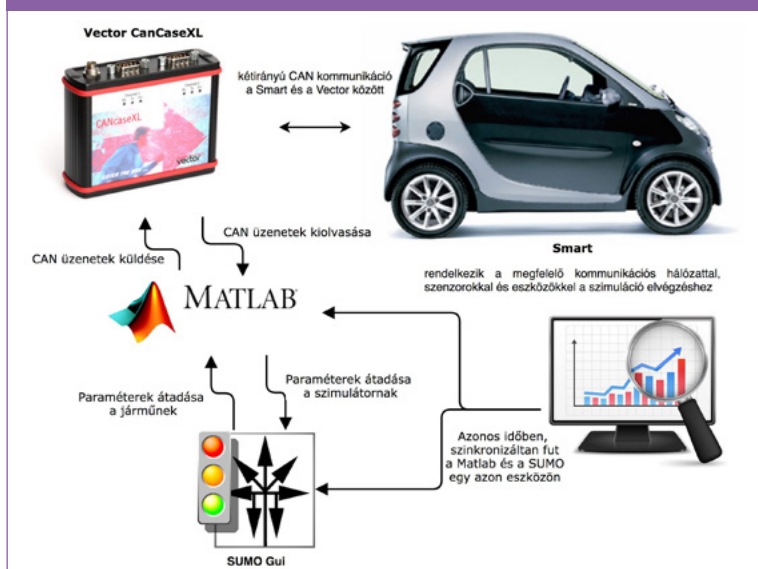 Vector CanCaseXL
kétirányú CAN kommunikáció
a Smart és a Vector között
CANcaseXL
vector
Smart
rendelkezik a megfelelő kommunikációs hálózattal,
szenzorokkal és eszközökkel a szimuláció elvégzéshez
CAN üzenetek kiolvasása
CAN üzenetek küldése
MATLAB
Paraméterek átadása
a járműnek
Paraméterek átadása
a szimulátornak
Azonos időben,
szinkronizáltan fut
a Matlab és a SUMO
egy azon eszközön
SUMO Gui